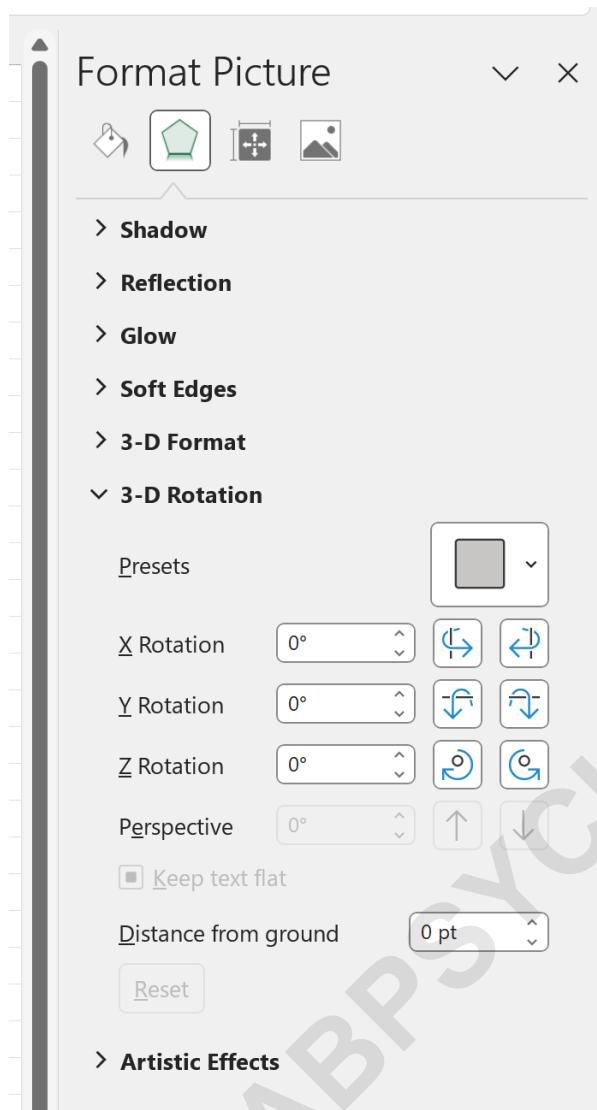 Format Picture
Shadow
Reflection
Glow
Soft Edges
3-D Format
3-D Rotation
Presets
X Rotation 0°
Y Rotation 0°
Z Rotation 0°
Perspective 0°
Keep text flat
Distance from ground 0 pt
Reset
Artistic Effects
ABPSYCH